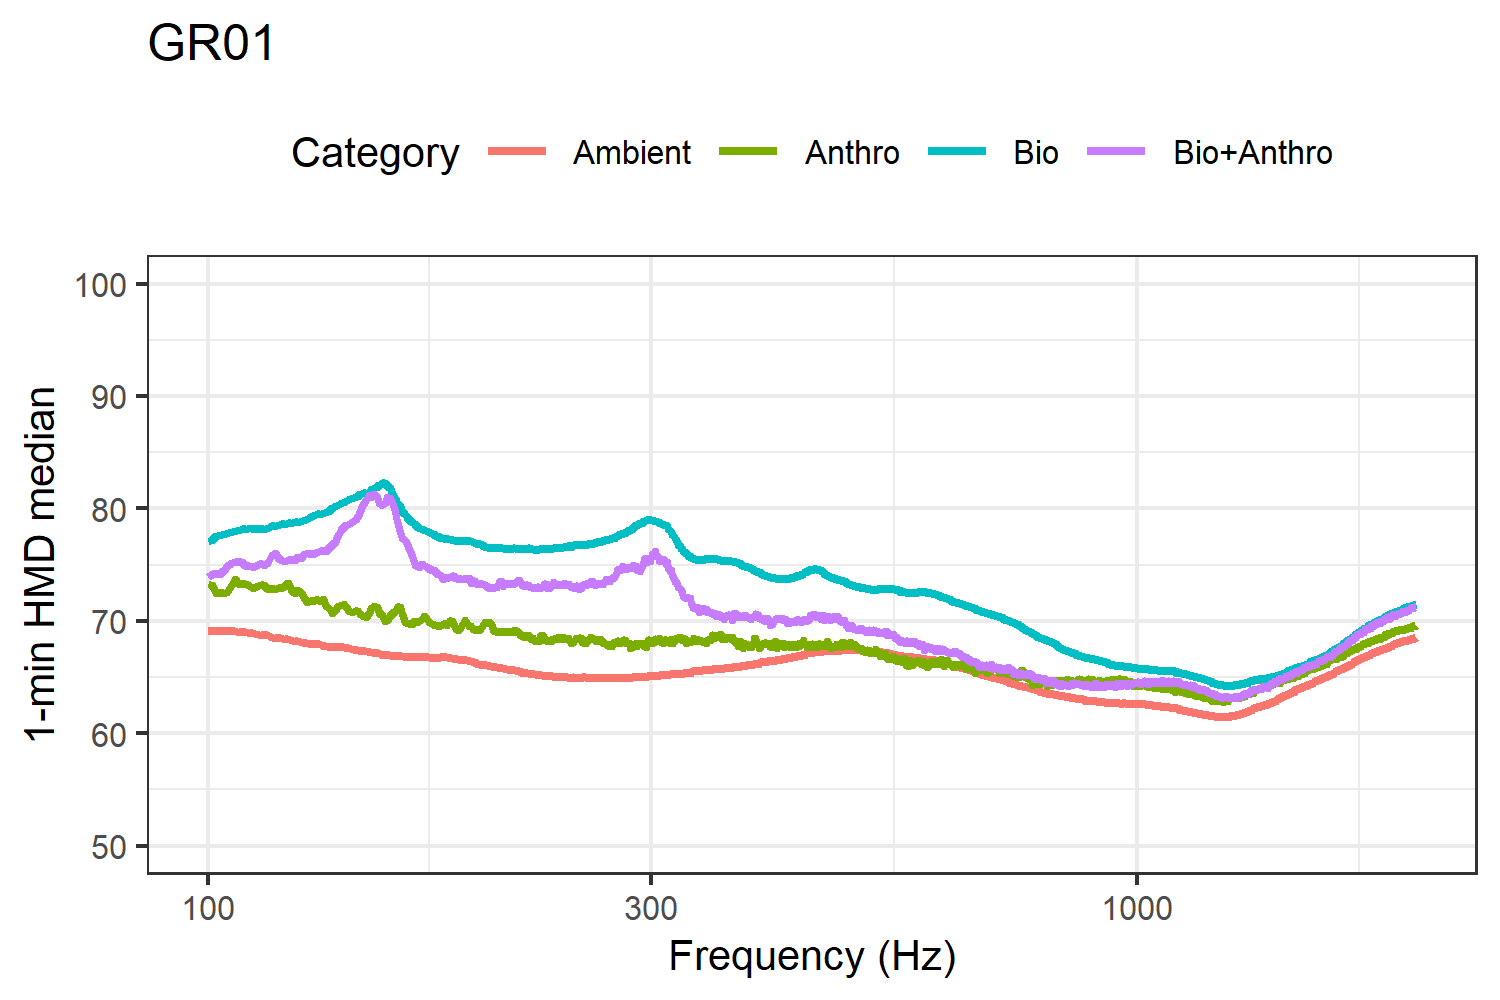 GR01
Category Ambient Anthro Bio Bio+Anthro
100
90
80
70
60
50
1-min HMD median
100 300 1000
Frequency (Hz)